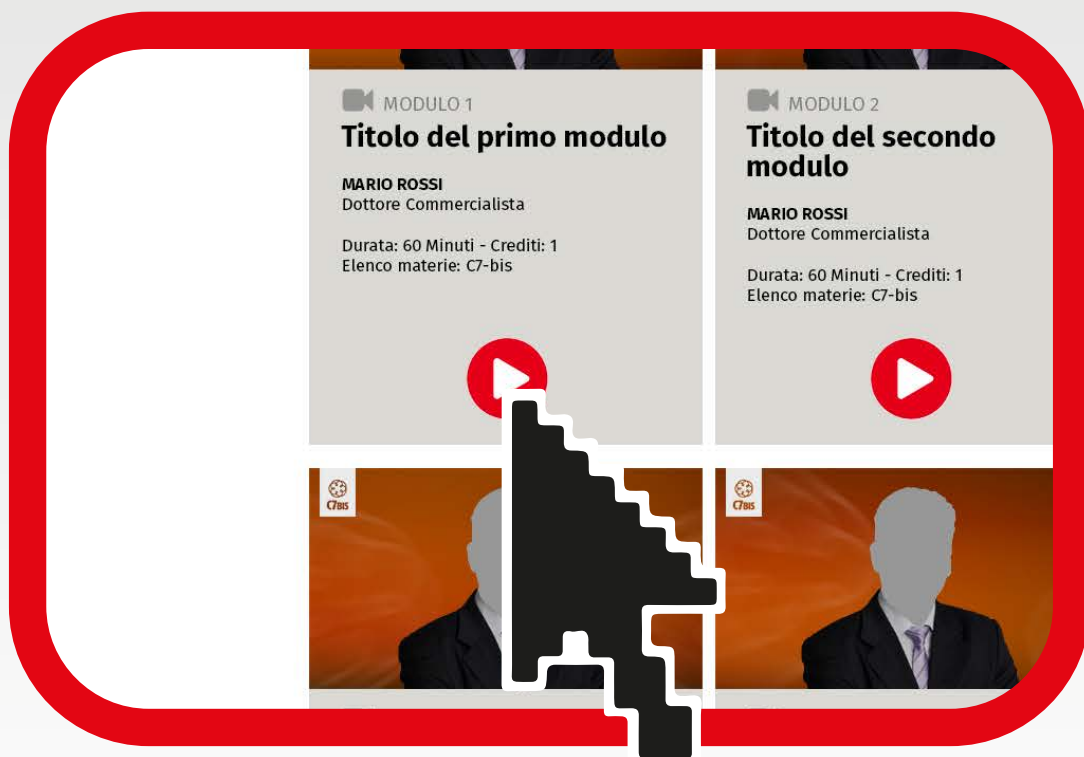 MODULO 1
Titolo del primo modulo
MARIO ROSSI
Dottore Commercialista
Durata: 60 Minuti - Crediti: 1
Elenco materie: C7-bis
MODULO 2
Titolo del secondo
modulo
MARIO ROSSI
Dottore Commercialista
Durata: 60 Minuti - Crediti: 1
Elenco materie: C7-bis
C7BIS
C7BIS